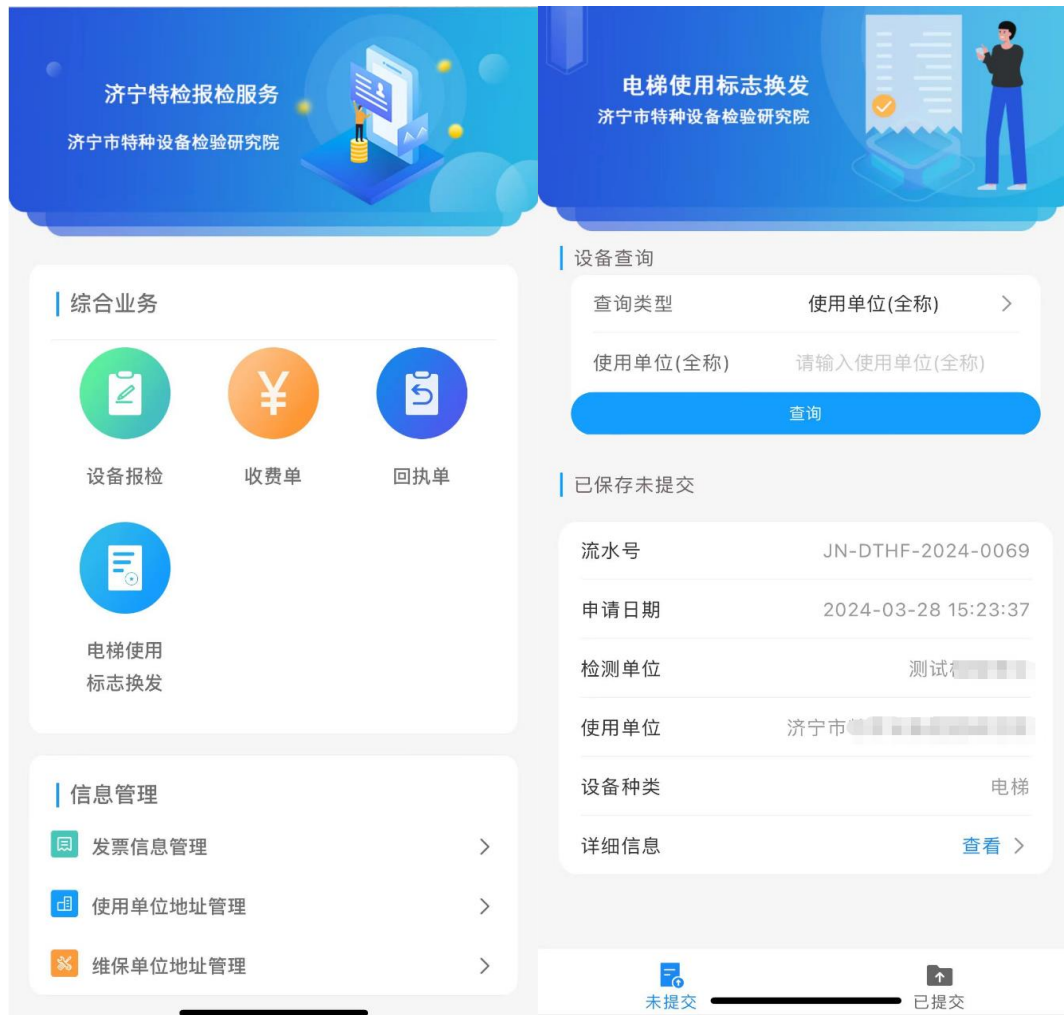 济宁特检报检服务
济宁市特种设备检验研究院
综合业务
设备报检
¥
收费单
回执单
电梯使用
标志换发
信息管理
发票信息管理
使用单位地址管理
维保单位地址管理
电梯使用标志换发
济宁市特种设备检验研究院
设备查询
查询类型 使用单位(全称)
使用单位(全称) 请输入使用单位(全称)
查询
已保存未提交
流水号 JN-DTHF-2024-0069
申请日期 2024-03-28 15:23:37
检测单位 测试
使用单位 济宁市
设备种类 电梯
详细信息 查看
未提交 已提交